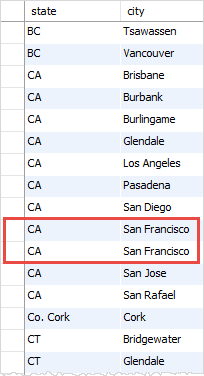 state city
BC Tsawassen
BC Vancouver
CA Brisbane
CA Burbank
CA Burlingame
CA Glendale
CA Los Angeles
CA Pasadena
CA San Diego
CA San Francisco
CA San Francisco
CA San Jose
CA San Rafael
Co. Cork Cork
CT Bridgewater
CT Glendale